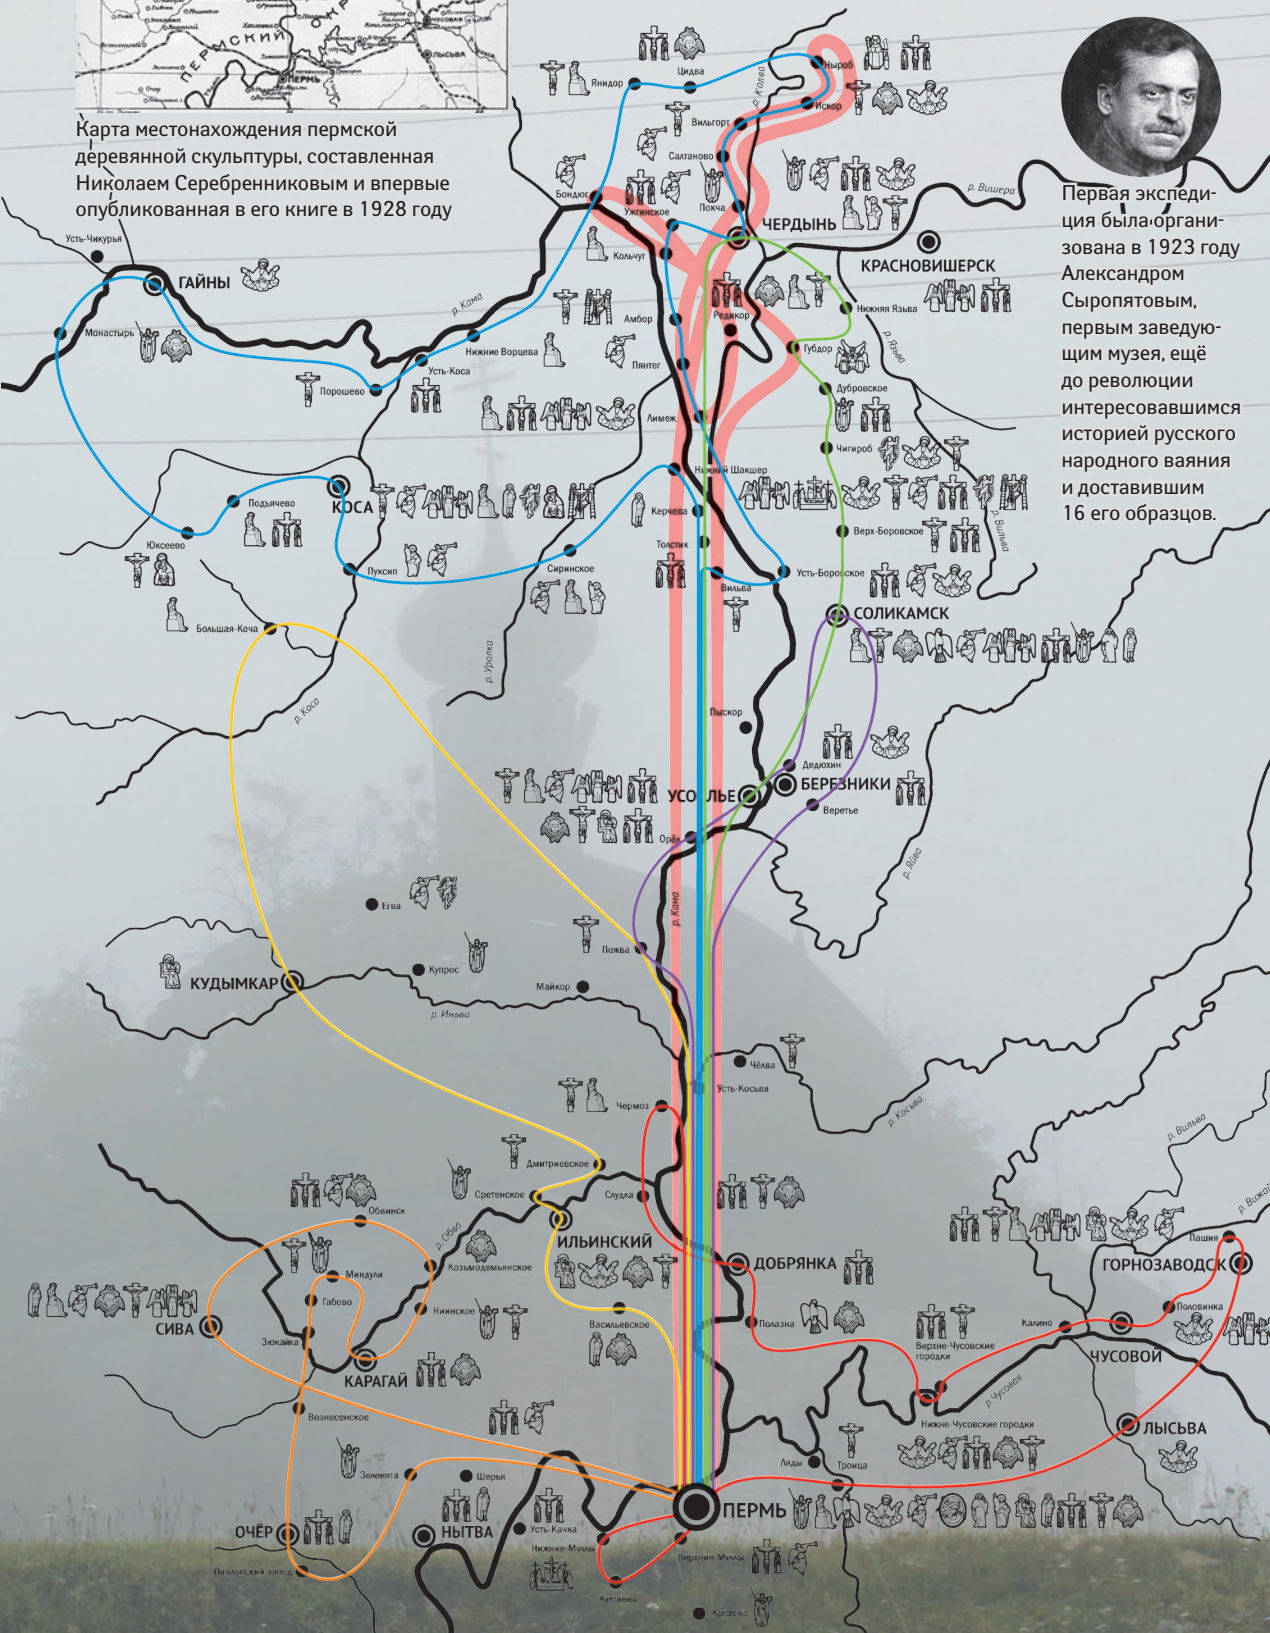 ПЕРМСКИЙ
ОКР
ЧУСОВАЯ
ЛЫСЬВА
ПЕРМЬ
Карта местонахождения пермской
деревянной скульптуры, составленная
Николаем Серебренниковым и впервые
опубликованная в его книге в 1928 году
Первая экспеди-
ция была органи-
зована в 1923 году
Александром
Сыропятовым,
первым заведую-
щим музея, ещё
до революции
интересовавшимся
историей русского
народного ваяния
и доставившим
16 его образцов.
Ныроб
Цидва
Янидор
р. Колва
Искор
Вильгорт
Салтаново
Бондюг
р. Вишера
Ужгинское
Покча
ЧЕРДЫНЬ
Усть-Чикурья
КРАСНОВИШЕРСК
Кольчуг
ГАЙНЫ
р. Кама
Нижняя Язьва
Амбор
Редикор
Монастырь
р. Язьва
Нижние Ворцева
Губдор
Пянтег
Усть-Коса
Порошево
Дубровское
Лимеж
Чигироб
Нижний Шакшер
Подъячево
КОСА
Керчева
р. Вильва
Верх-Боровское
Юксеево
Толстик
Пуксип
Сиринское
Усть-Боровское
Вильва
СОЛИКАМСК
Большая-Коча
р. Уролка
р. Коса
Пыскор
Дедюхин
БЕРЕЗНИКИ
УСОЛЬЕ
Веретье
Орёл
р. Яйва
Егва
р. Кама
Пожва
Купрос
КУДЫМКАР
Майкор
р. Иньва
Чёлва
Усть-Косьва
Чермоз
р. Косьва
р. Вильва
Дмитриевское
Сретенское
Слудка
р. Вижай
Обвинск
р. Обва
ИЛЬИНСКИЙ
Пашия
Козьмодемьянское
ДОБРЯНКА
ГОРНОЗАВОДСК
Миндули
Габово
Ниинское
Половинка
СИВА
Васильевское
Полазна
Калино
Зюкайка
Верхне-Чусовские
городки
ЧУСОВОЙ
КАРАГАЙ
р. Чусовая
Вознесенское
Нижне-Чусовские городки
ЛЫСЬВА
Зеленята
Шерья
Ляды
Троица
ПЕРМЬ
ОЧЁР
НЫТВА
Усть-Качка
Нижние-Муллы
Верхние-Муллы
Павловский завод
Култаево